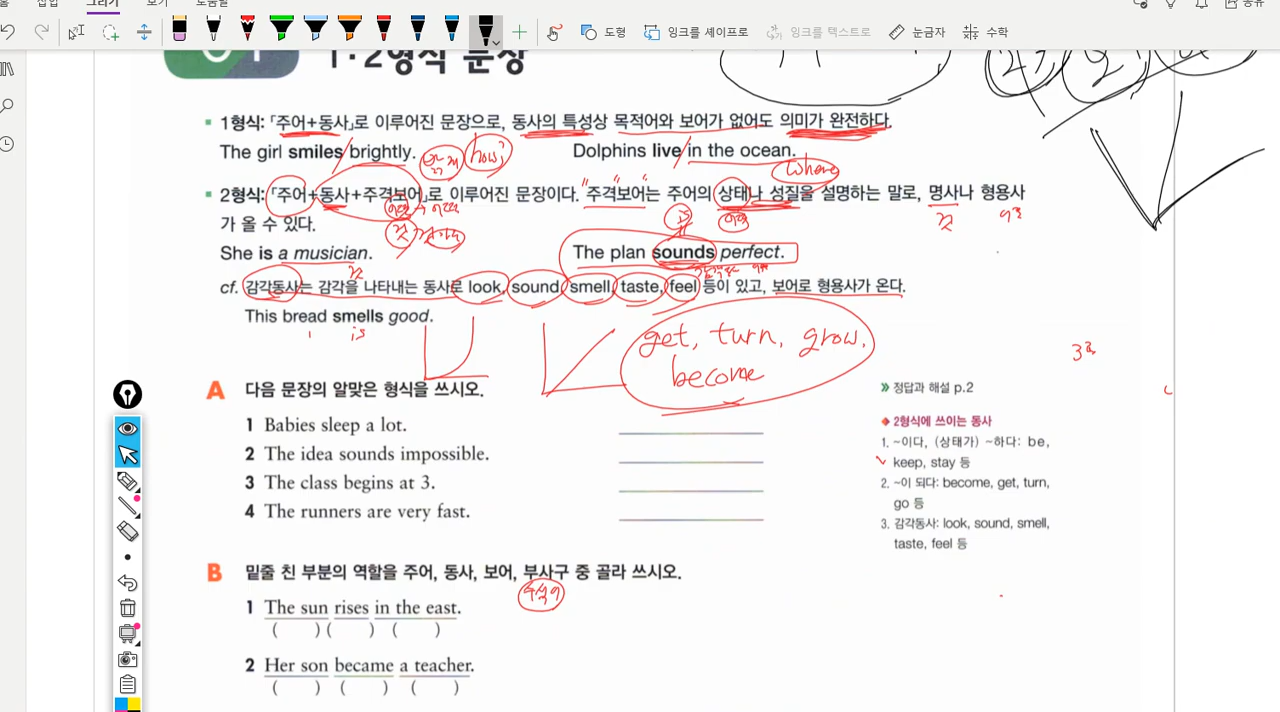 홈 삽입 그리기 보기 도움말 공유
도형 잉크를 셰이프로 잉크를 텍스트로 눈금자 수학
1·2형식 문장
1형식: 「주어+동사」로 이루어진 문장으로, 동사의 특성상 목적어와 보어가 없어도 의미가 완전하다.
The girl smiles brightly. how? Dolphins live in the ocean.
where
2형식: 「주어+동사+주격보어」로 이루어진 문장이다. "주격"보어"는 주어의 상태나 성질을 설명하는 말로, 명사나 형용사
가 올 수 있다.
것
She is a musician. The plan sounds perfect.
것
cf. 감각동사는 감각을 나타내는 동사로 look, sound, smell, taste, feel 등이 있고, 보어로 형용사가 온다.
This bread smells good.
is
get, turn, grow,
become
A 다음 문장의 알맞은 형식을 쓰시오.
1 Babies sleep a lot.
2 The idea sounds impossible.
3 The class begins at 3.
4 The runners are very fast.
» 정답과 해설 p.2
2형식에 쓰이는 동사
1. ~이다, (상태가) ~하다: be,
keep, stay 등
2. ~이 되다: become, get, turn,
go 등
3. 감각동사: look, sound, smell,
taste, feel 등
B 밑줄 친 부분의 역할을 주어, 동사, 보어, 부사구 중 골라 쓰시오.
수식어
1 The sun rises in the east.
( ) ( ) ( )
2 Her son became a teacher.
( ) ( ) ( )